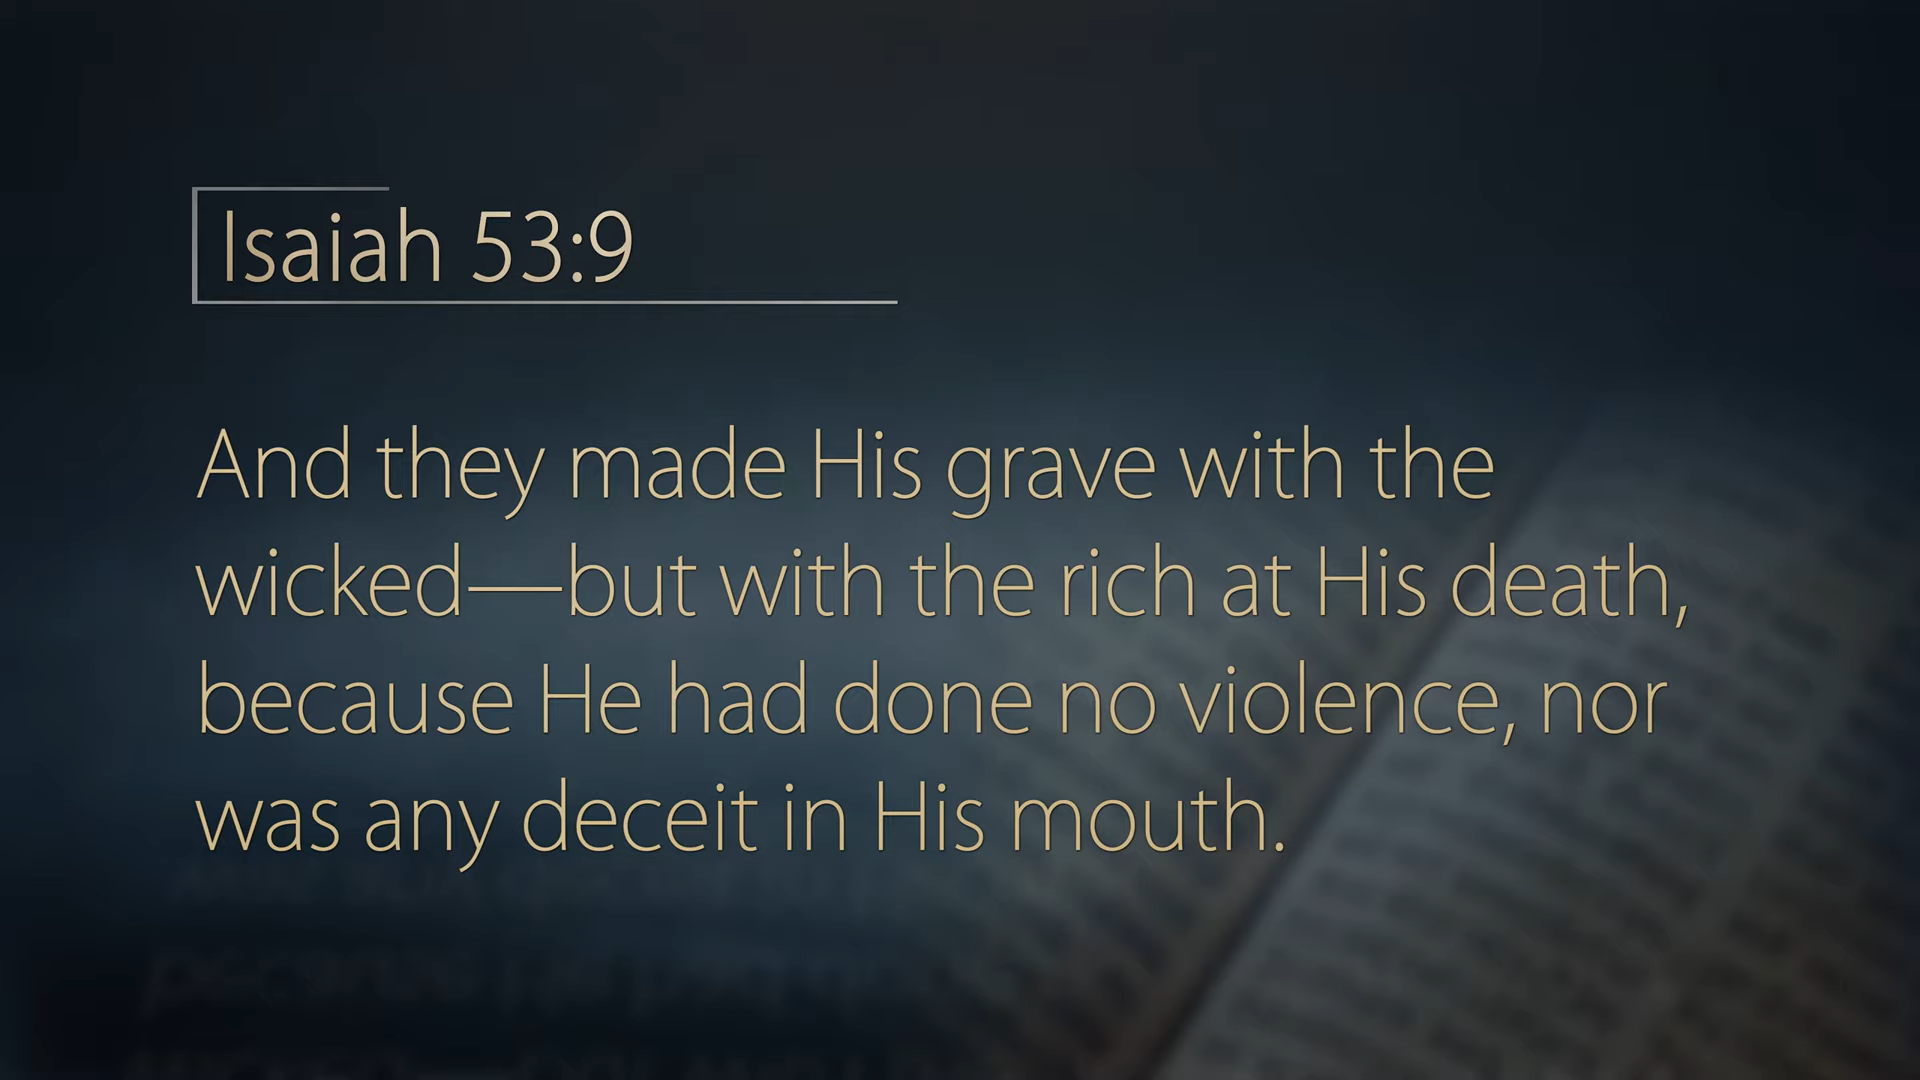 Isaiah 53:9
And they made His grave with the
wicked—but with the rich at His death,
because He had done no violence, nor
was any deceit in His mouth.